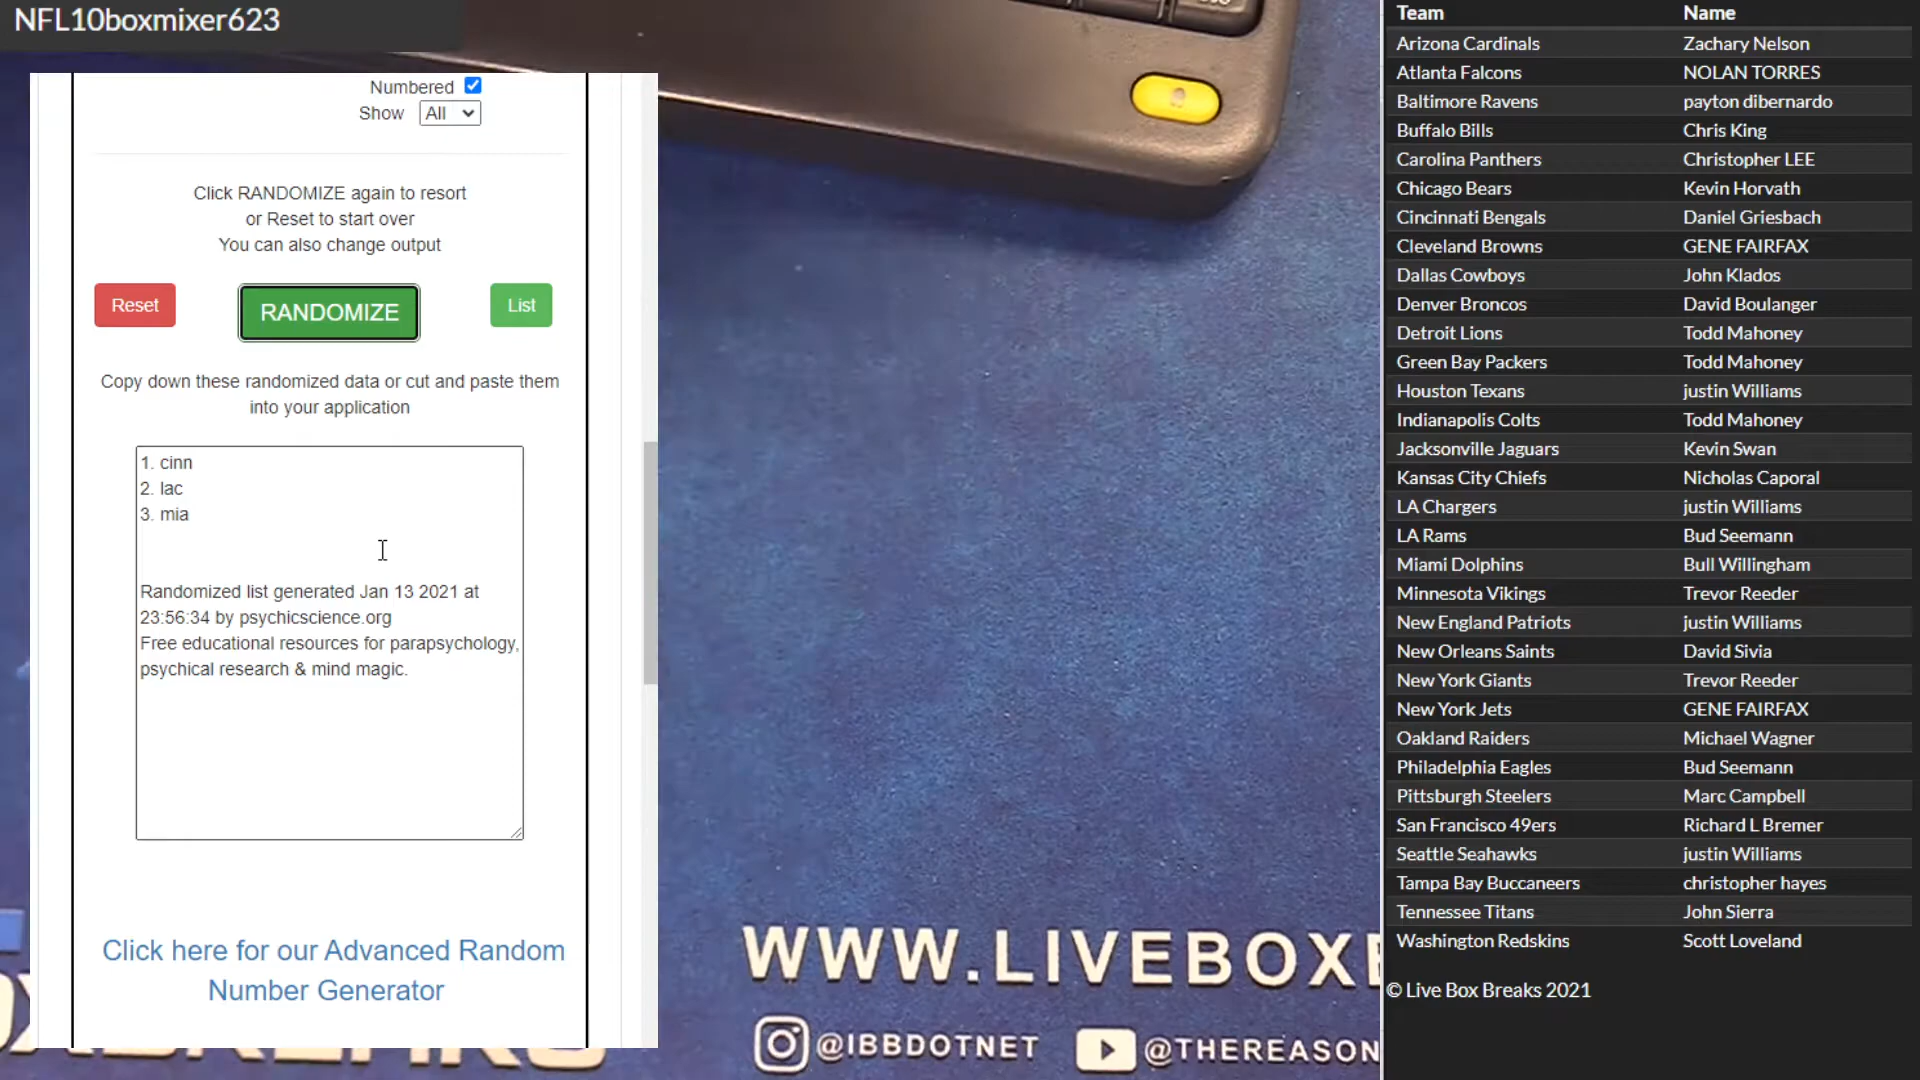 NFL10boxmixer623
Numbered
Show All
Click RANDOMIZE again to resort
or Reset to start over
You can also change output
Reset RANDOMIZE List
Copy down these randomized data or cut and paste them
into your application
1. cinn
2. lac
3. mia
Randomized list generated Jan 13 2021 at
23:56:34 by psychicscience.org
Free educational resources for parapsychology,
psychical research & mind magic.
Click here for our Advanced Random
Number Generator
WWW.LIVEBOXB
@IBBDOTNET @THEREASON
Team Name
Arizona Cardinals Zachary Nelson
Atlanta Falcons NOLAN TORRES
Baltimore Ravens payton dibernardo
Buffalo Bills Chris King
Carolina Panthers Christopher LEE
Chicago Bears Kevin Horvath
Cincinnati Bengals Daniel Griesbach
Cleveland Browns GENE FAIRFAX
Dallas Cowboys John Klados
Denver Broncos David Boulanger
Detroit Lions Todd Mahoney
Green Bay Packers Todd Mahoney
Houston Texans justin Williams
Indianapolis Colts Todd Mahoney
Jacksonville Jaguars Kevin Swan
Kansas City Chiefs Nicholas Caporal
LA Chargers justin Williams
LA Rams Bud Seemann
Miami Dolphins Bull Willingham
Minnesota Vikings Trevor Reeder
New England Patriots justin Williams
New Orleans Saints David Sivia
New York Giants Trevor Reeder
New York Jets GENE FAIRFAX
Oakland Raiders Michael Wagner
Philadelphia Eagles Bud Seemann
Pittsburgh Steelers Marc Campbell
San Francisco 49ers Richard L Bremer
Seattle Seahawks justin Williams
Tampa Bay Buccaneers christopher hayes
Tennessee Titans John Sierra
Washington Redskins Scott Loveland
© Live Box Breaks 2021